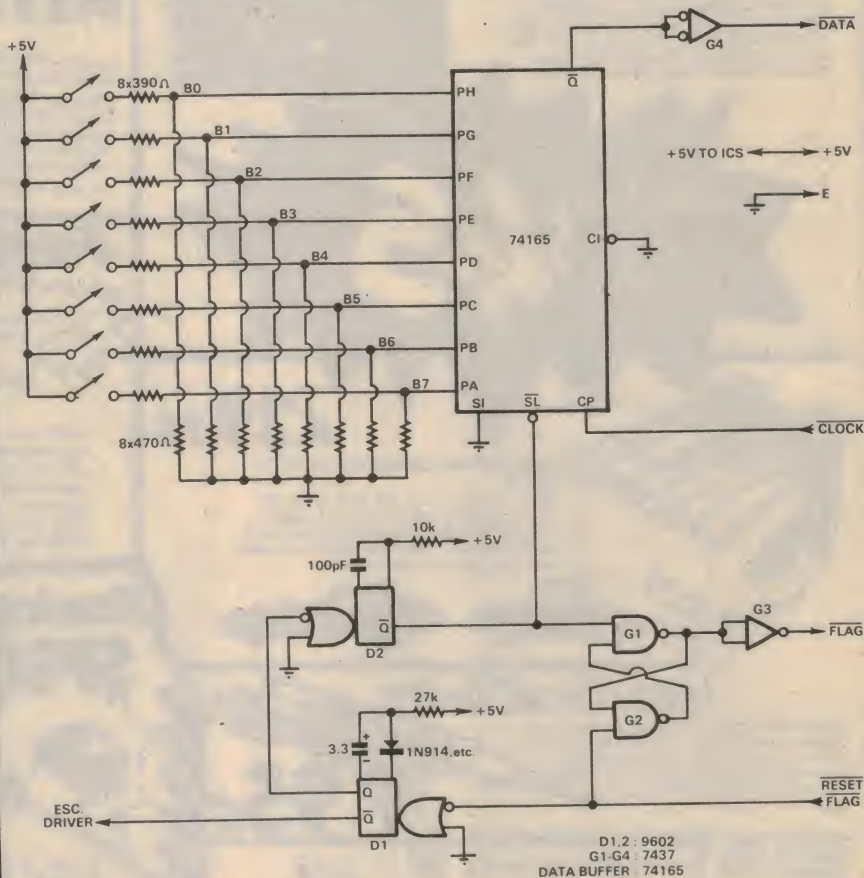 DATA
G4
+5V
8x390Ω
B0
PH
Q
B1
PG
+5V TO ICS
+5V
B2
PF
E
B3
PE
74165
CI
B4
PD
B5
PC
B6
PB
B7
PA
SI
SL
CP
CLOCK
8x470Ω
10k
+5V
100pF
Q
D2
G1
G3
FLAG
27k
+5V
3.3
+
-
1N914,etc.
G2
Q
Q
D1
ESC.
DRIVER
RESET
FLAG
D1,2 : 9602
G1-G4 : 7437
DATA BUFFER : 74165